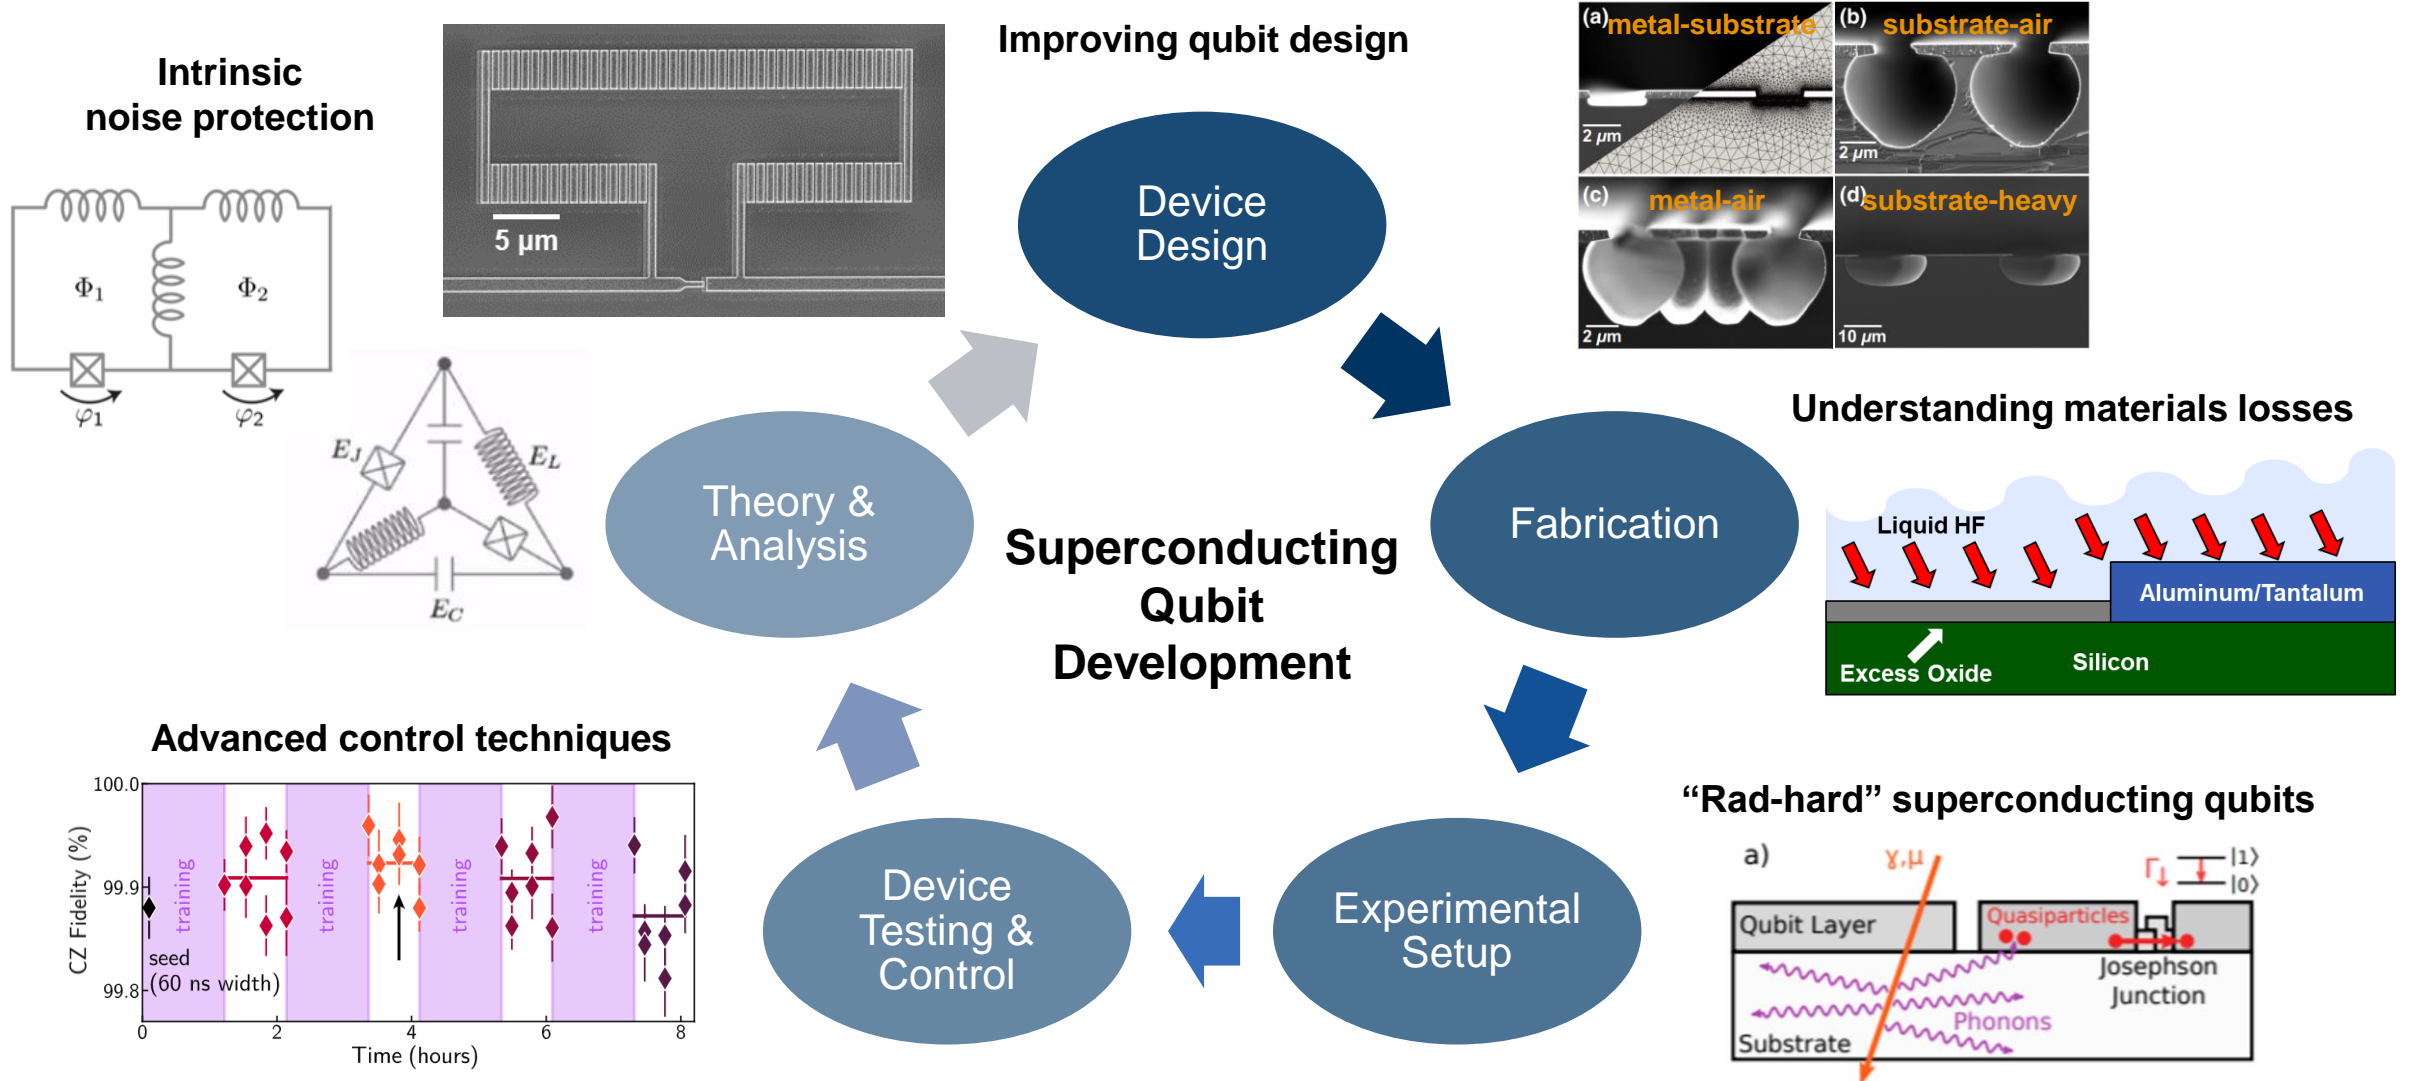 Intrinsic
noise protection
Φ1
Φ2
φ1
φ2
5 µm
Improving qubit design
(a) metal-substrate
2 µm
(b) substrate-air
2 µm
(c) metal-air
2 µm
(d) substrate-heavy
10 µm
E_J
E_L
E_C
Device
Design
Theory &
Analysis
Fabrication
Experimental
Setup
Device
Testing &
Control
Superconducting
Qubit
Development
Understanding materials losses
Liquid HF
Aluminum/Tantalum
Excess Oxide
Silicon
Advanced control techniques
CZ Fidelity (%)
100.0
99.9
99.8
training
training
training
training
seed
(60 ns width)
0
2
4
6
8
Time (hours)
“Rad-hard” superconducting qubits
a)
γ,μ
Γ↓
|1⟩
|0⟩
Qubit Layer
Quasiparticles
Josephson
Junction
Phonons
Substrate